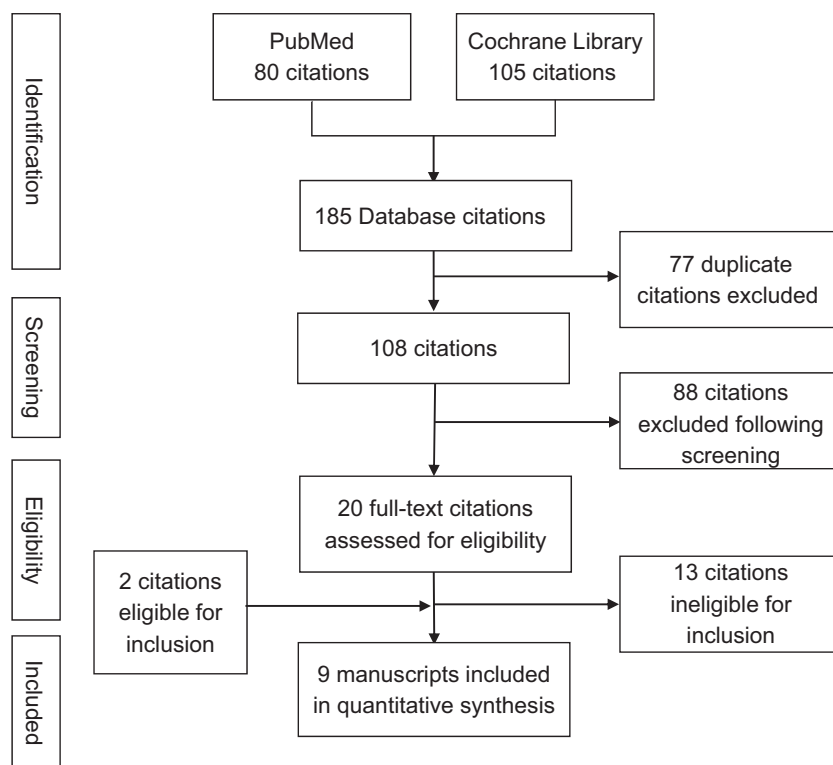 Identification
PubMed
80 citations
Cochrane Library
105 citations
185 Database citations
77 duplicate
citations excluded
Screening
108 citations
88 citations
excluded following
screening
Eligibility
20 full-text citations
assessed for eligibility
2 citations
eligible for
inclusion
13 citations
ineligible for
inclusion
Included
9 manuscripts included
in quantitative synthesis